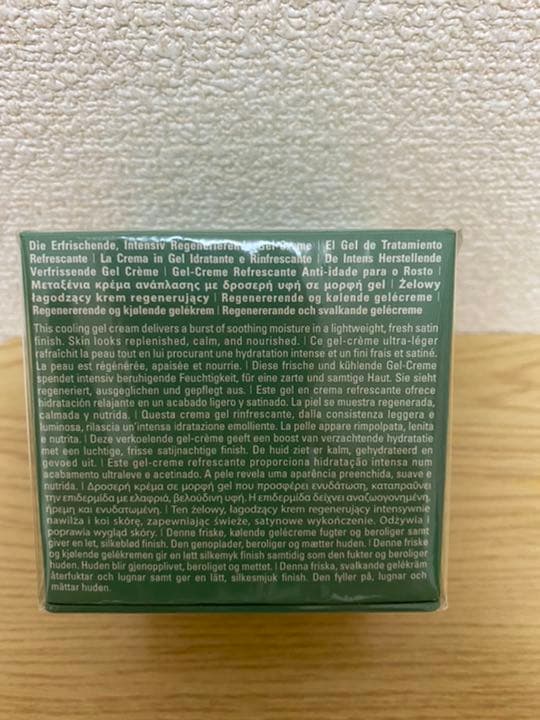 Die Erfrischende, Intensiv Regenerierende Gel-Creme | El Gel de Tratamiento
Refrescante | La Crema in Gel Idratante e Rinfrescante | De Intens Herstellende
Verfrissende Gel Crème | Gel-Creme Refrescante Anti-idade para o Rosto |
Μεταξένια κρέμα ανάπλασης με δροσερή υφή σε μορφή gel | Żelowy
łagodzący krem regenerujący | Regenererende og kølende gelécreme |
Regenererende og kjølende gelékrem | Regenererande och svalkande gelécreme
This cooling gel cream delivers a burst of soothing moisture in a lightweight, fresh satin
finish. Skin looks replenished, calm, and nourished. | Ce gel-crème ultra-léger
rafraîchit la peau tout en lui procurant une hydratation intense et un fini frais et satiné.
La peau est régénérée, apaisée et nourrie. | Diese frische und kühlende Gel-Creme
spendet intensiv beruhigende Feuchtigkeit, für eine zarte und samtige Haut. Sie sieht
regeneriert, ausgeglichen und gepflegt aus. | Este gel en crema refrescante ofrece
hidratación relajante en un acabado ligero y satinado. La piel se muestra regenerada,
calmada y nutrida. | Questa crema gel rinfrescante, dalla consistenza leggera e
luminosa, rilascia un'intensa idratazione emolliente. La pelle appare rimpolpata, lenita
e nutrita. | Deze verkoelende gel-crème geeft een boost van verzachtende hydratatie
met een luchtige, frisse satijnachtige finish. De huid ziet er kalm, gehydrateerd en
gevoed uit. | Este gel-creme refrescante proporciona hidratação intensa num
acabamento ultraleve e acetinado. A pele revela uma aparência preenchida, suave e
nutrida. | Δροσερή κρέμα σε μορφή gel που προσφέρει ενυδάτωση, καταπραΰνει
την επιδερμίδα με ελαφριά, βελούδινη υφή. Η επιδερμίδα δείχνει αναζωογονημένη,
ήρεμη και ενυδατωμένη. | Ten żelowy, łagodzący krem regenerujący intensywnie
nawilża i koi skórę, zapewniając świeże, satynowe wykończenie. Odżywia i
poprawia wygląd skóry. | Denne friske, kølende gelécreme fugter og beroliger samt
giver en let, silkeblød finish. Den genoplader, beroliger og mætter huden. | Denne friske
og kjølende gelékremen gir en lett silkemyk finish samtidig som den fukter og beroliger
huden. Huden blir gjenopplivet, beroliget og mettet. | Denna friska, svalkande gelékräm
återfuktar och lugnar samt ger en lätt, silkesmjuk finish. Den fyller på, lugnar och
mättar huden.